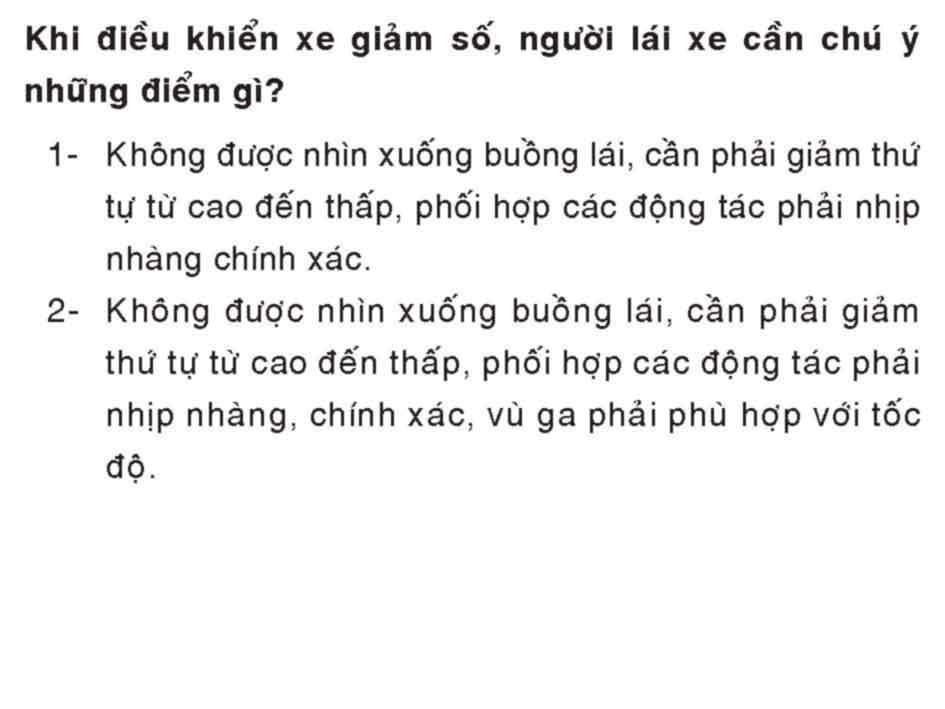 Khi điều khiển xe giảm số, người lái xe cần chú ý
những điểm gì?
1- Không được nhìn xuống buồng lái, cần phải giảm thứ
tự từ cao đến thấp, phối hợp các động tác phải nhịp
nhàng chính xác.
2- Không được nhìn xuống buồng lái, cần phải giảm
thứ tự từ cao đến thấp, phối hợp các động tác phải
nhịp nhàng, chính xác, vù ga phải phù hợp với tốc
độ.